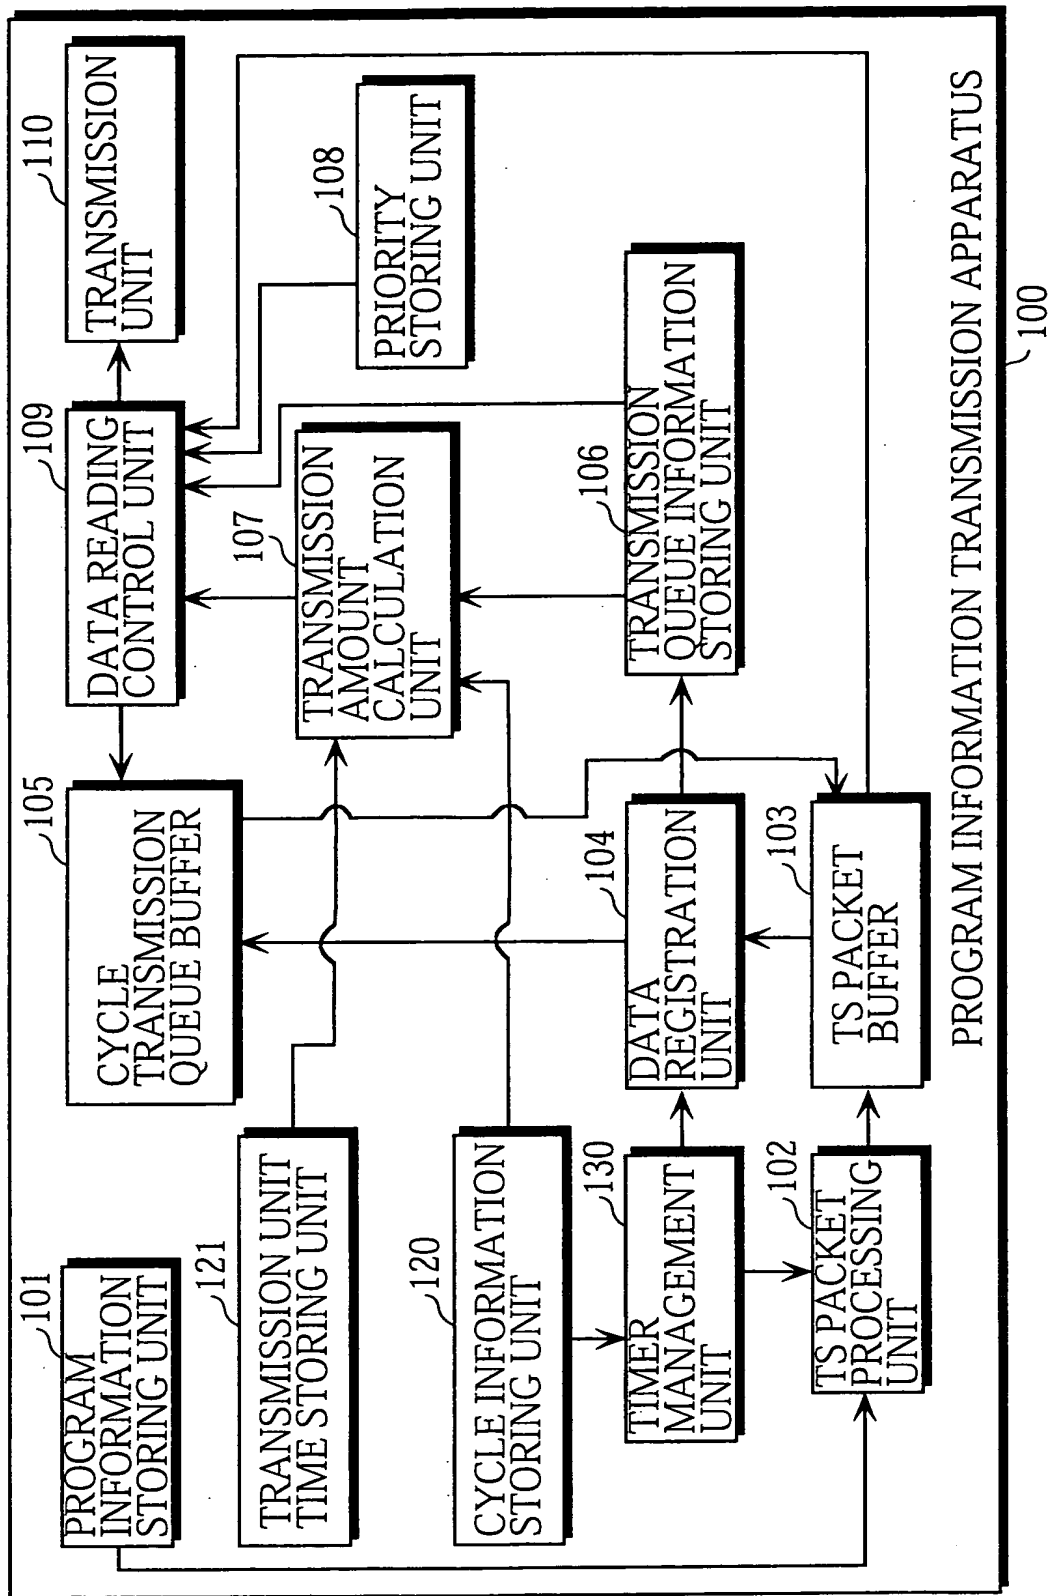 101
PROGRAM
INFORMATION
STORING UNIT
121
TRANSMISSION UNIT
TIME STORING UNIT
120
CYCLE INFORMATION
STORING UNIT
130
TIMER
MANAGEMENT
UNIT
102
TS PACKET
PROCESSING
UNIT
105
CYCLE
TRANSMISSION
QUEUE BUFFER
104
DATA
REGISTRATION
UNIT
103
TS PACKET
BUFFER
109
DATA READING
CONTROL UNIT
107
TRANSMISSION
AMOUNT
CALCULATION
UNIT
106
TRANSMISSION
QUEUE INFORMATION
STORING UNIT
110
TRANSMISSION
UNIT
108
PRIORITY
STORING UNIT
PROGRAM INFORMATION TRANSMISSION APPARATUS
100